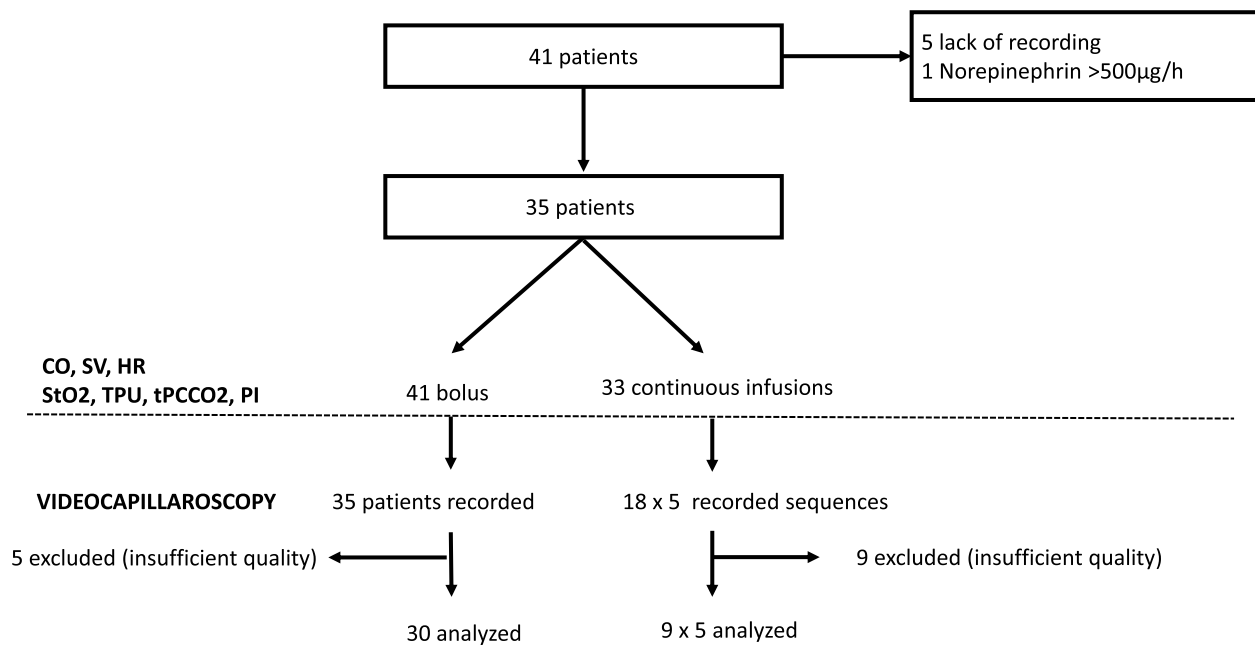 41 patients
5 lack of recording
1 Norepinephrin >500µg/h
35 patients
CO, SV, HR
StO2, TPU, tPCCO2, PI
41 bolus
33 continuous infusions
VIDEOCAPILLAROSCOPY
35 patients recorded
18 x 5 recorded sequences
5 excluded (insufficient quality)
9 excluded (insufficient quality)
30 analyzed
9 x 5 analyzed